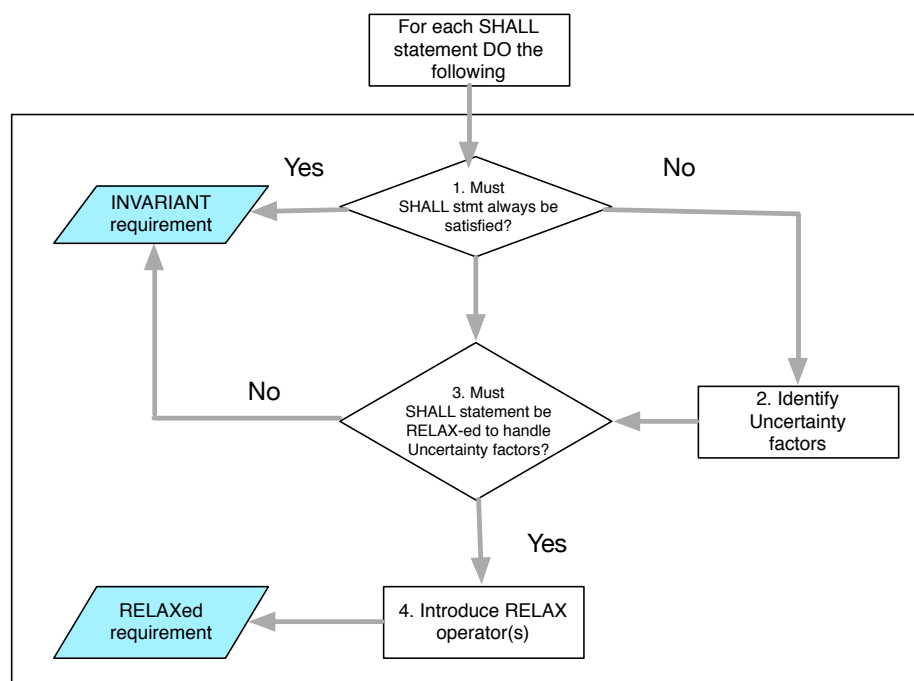 For each SHALL
statement DO the
following
Yes
No
1. Must
SHALL stmt always be
satisfied?
INVARIANT
requirement
3. Must
SHALL statement be
RELAX-ed to handle
Uncertainty factors?
No
2. Identify
Uncertainty
factors
Yes
4. Introduce RELAX
operator(s)
RELAXed
requirement